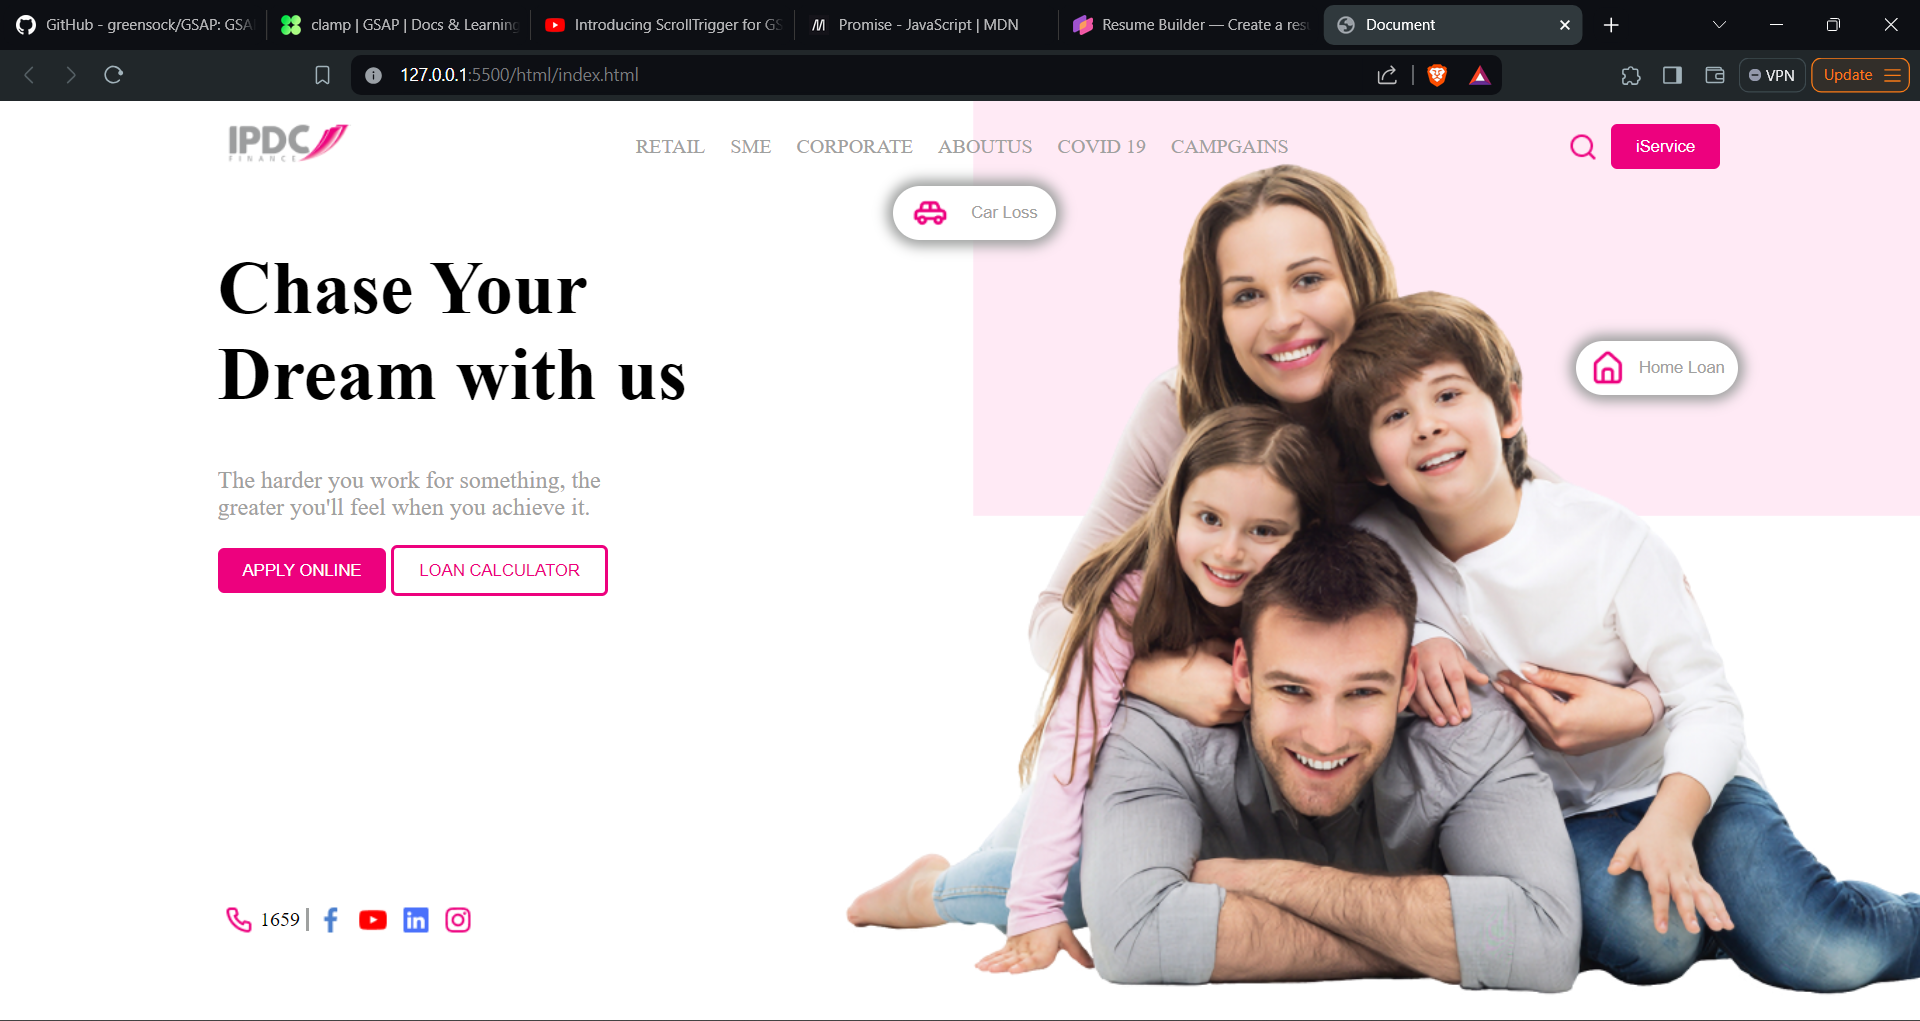 GitHub - greensock/GSAP: GSA
clamp | GSAP | Docs & Learning
Introducing ScrollTrigger for GS
Promise - JavaScript | MDN
Resume Builder — Create a resu
Document
127.0.0.1:5500/html/index.html
VPN
Update
IPDC
FINANCE
RETAIL SME CORPORATE ABOUTUS COVID 19 CAMPGAINS
iService
Car Loss
Chase Your
Dream with us
Home Loan
The harder you work for something, the
greater you'll feel when you achieve it.
APPLY ONLINE LOAN CALCULATOR
1659